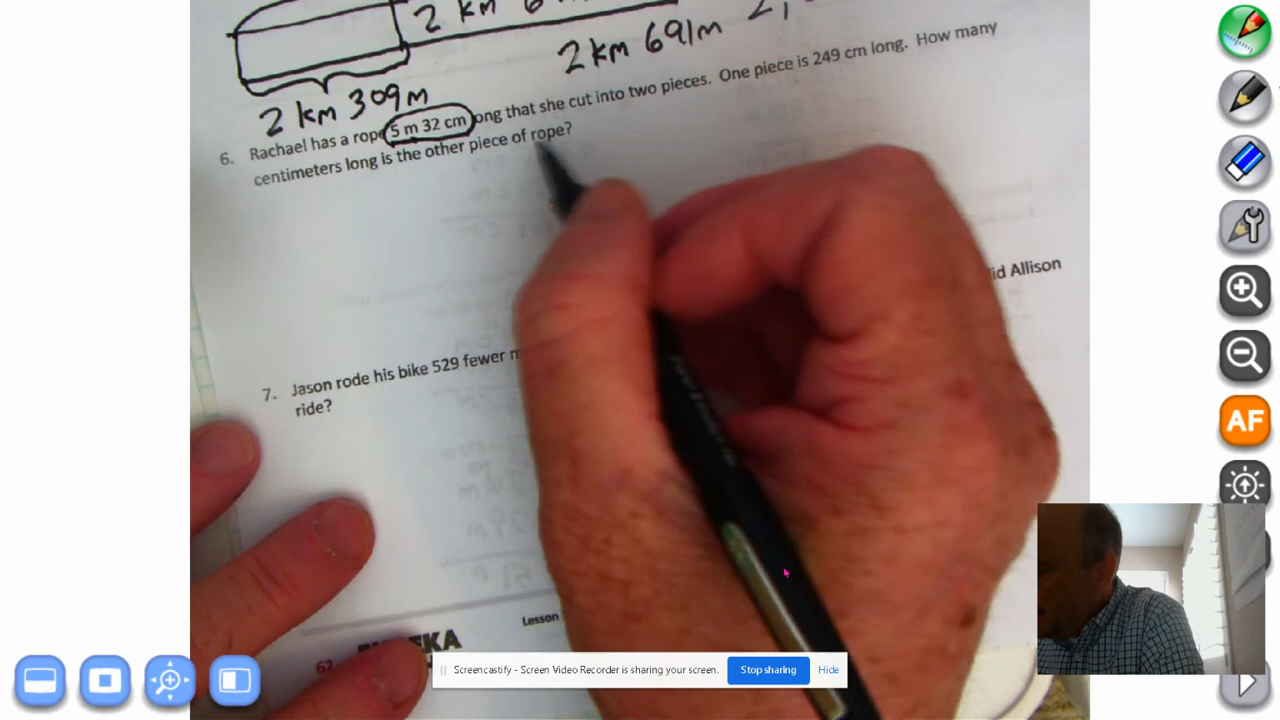 2 km 6
2 km 691m 2,
2 km 309m
6. Rachael has a rope 5 m 32 cm ong that she cut into two pieces. One piece is 249 cm long. How many
centimeters long is the other piece of rope?
id Allison
7. Jason rode his bike 529 fewer m
ride?
Lesson
62
EKA
AF
Screencastify - Screen Video Recorder is sharing your screen.
Stop sharing
Hide